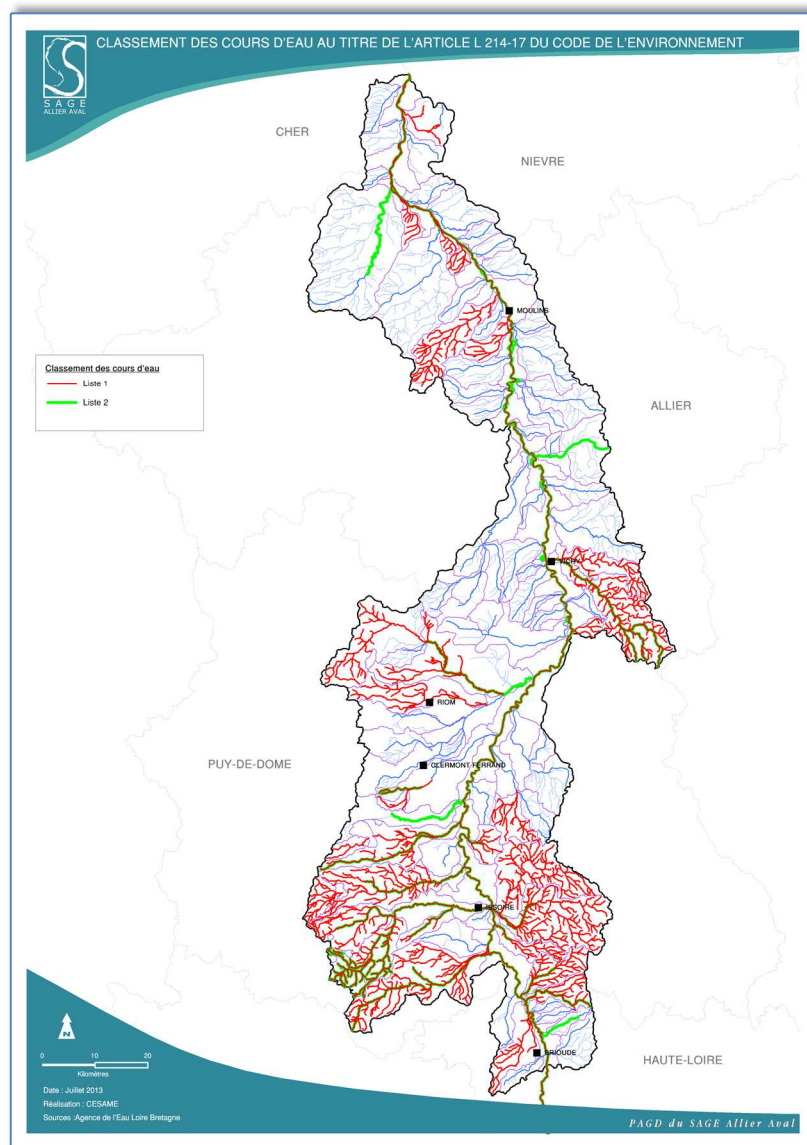 CLASSEMENT DES COURS D'EAU AU TITRE DE L'ARTICLE L 214-17 DU CODE DE L'ENVIRONNEMENT
SAGE
ALLIER AVAL
CHER
NIEVRE
MOULINS
Classement des cours d'eau
Liste 1
Liste 2
ALLIER
VICHY
RIOM
PUY-DE-DOME
CLERMONT FERRAND
ISSOIRE
N
BRIOUDE
HAUTE-LOIRE
0 10 20
Kilomètres
Date : Juillet 2013
Réalisation : CESAME
Sources :Agence de l'Eau Loire Bretagne
PAGD du SAGE Allier Aval